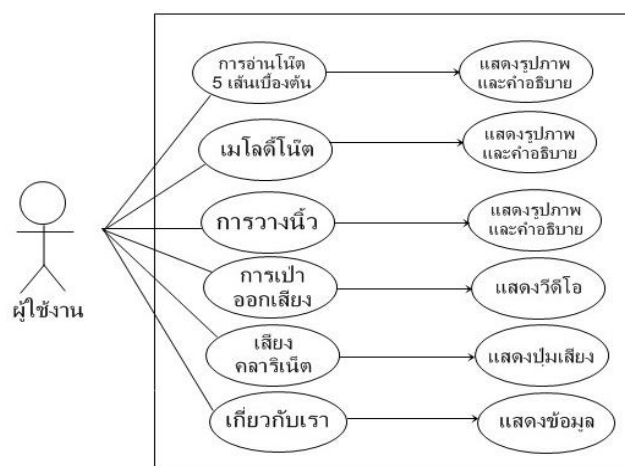 การอ่านโน๊ต
5 เส้นเบื้องต้น
แสดงรูปภาพ
และคำอธิบาย
เมโลดี้โน๊ต
แสดงรูปภาพ
และคำอธิบาย
การวางนิ้ว
แสดงรูปภาพ
และคำอธิบาย
ผู้ใช้งาน
การเป่า
ออกเสียง
แสดงวีดีโอ
เสียง
คลาริเน็ต
แสดงปุ่มเสียง
เกี่ยวกับเรา
แสดงข้อมูล